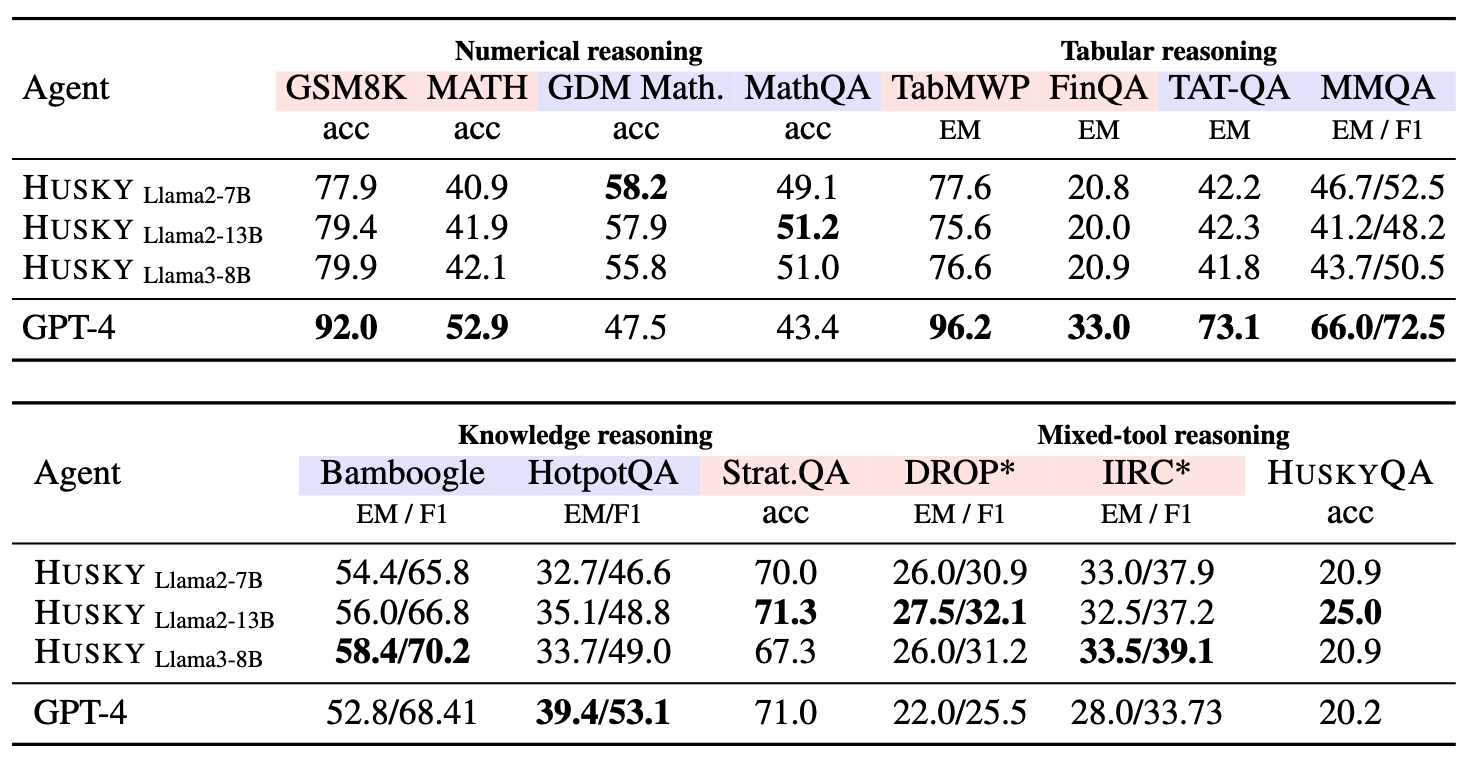 Numerical reasoning Tabular reasoning
Agent GSM8K MATH GDM Math. MathQA TabMWP FinQA TAT-QA MMQA
acc acc acc acc EM EM EM EM / F1
HUSKY Llama2-7B 77.9 40.9 58.2 49.1 77.6 20.8 42.2 46.7/52.5
HUSKY Llama2-13B 79.4 41.9 57.9 51.2 75.6 20.0 42.3 41.2/48.2
HUSKY Llama3-8B 79.9 42.1 55.8 51.0 76.6 20.9 41.8 43.7/50.5
GPT-4 92.0 52.9 47.5 43.4 96.2 33.0 73.1 66.0/72.5
Knowledge reasoning Mixed-tool reasoning
Agent Bamboogle HotpotQA Strat.QA DROP* IIRC* HUSKYQA
EM / F1 EM/F1 acc EM / F1 EM / F1 acc
HUSKY Llama2-7B 54.4/65.8 32.7/46.6 70.0 26.0/30.9 33.0/37.9 20.9
HUSKY Llama2-13B 56.0/66.8 35.1/48.8 71.3 27.5/32.1 32.5/37.2 25.0
HUSKY Llama3-8B 58.4/70.2 33.7/49.0 67.3 26.0/31.2 33.5/39.1 20.9
GPT-4 52.8/68.41 39.4/53.1 71.0 22.0/25.5 28.0/33.73 20.2